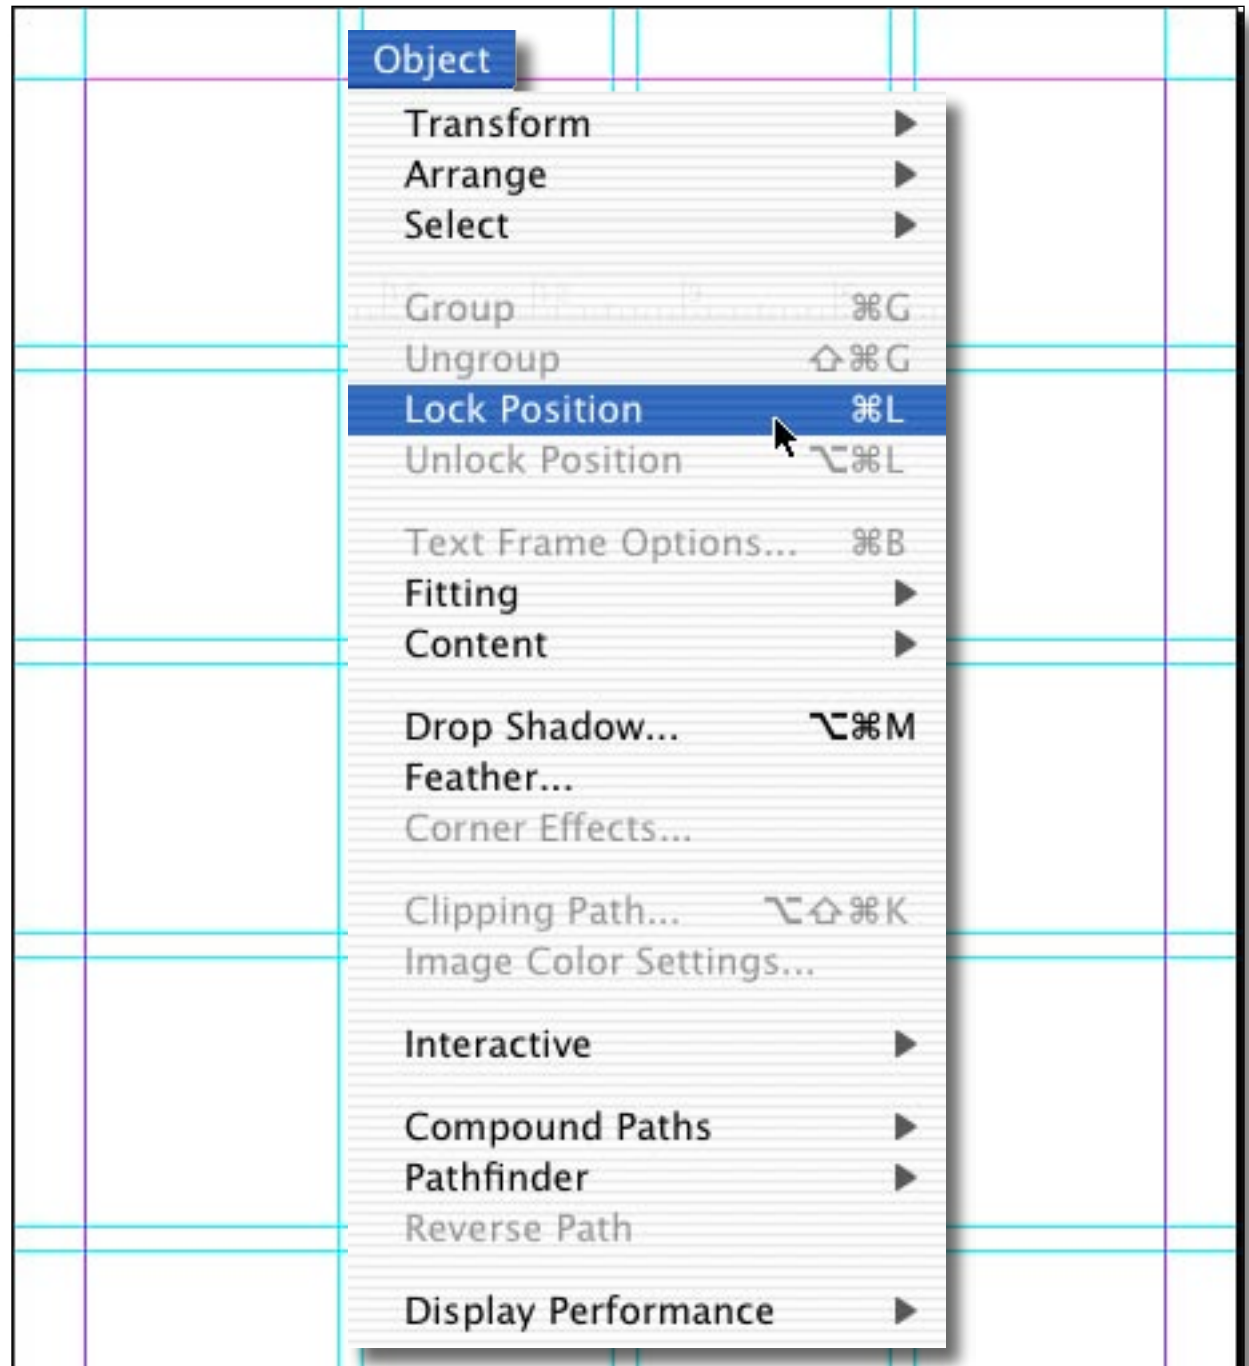 Object
Transform
Arrange
Select
Group ⌘G
Ungroup ⇧⌘G
Lock Position ⌘L
Unlock Position ⌥⌘L
Text Frame Options... ⌘B
Fitting
Content
Drop Shadow... ⌥⌘M
Feather...
Corner Effects...
Clipping Path... ⌥⇧⌘K
Image Color Settings...
Interactive
Compound Paths
Pathfinder
Reverse Path
Display Performance